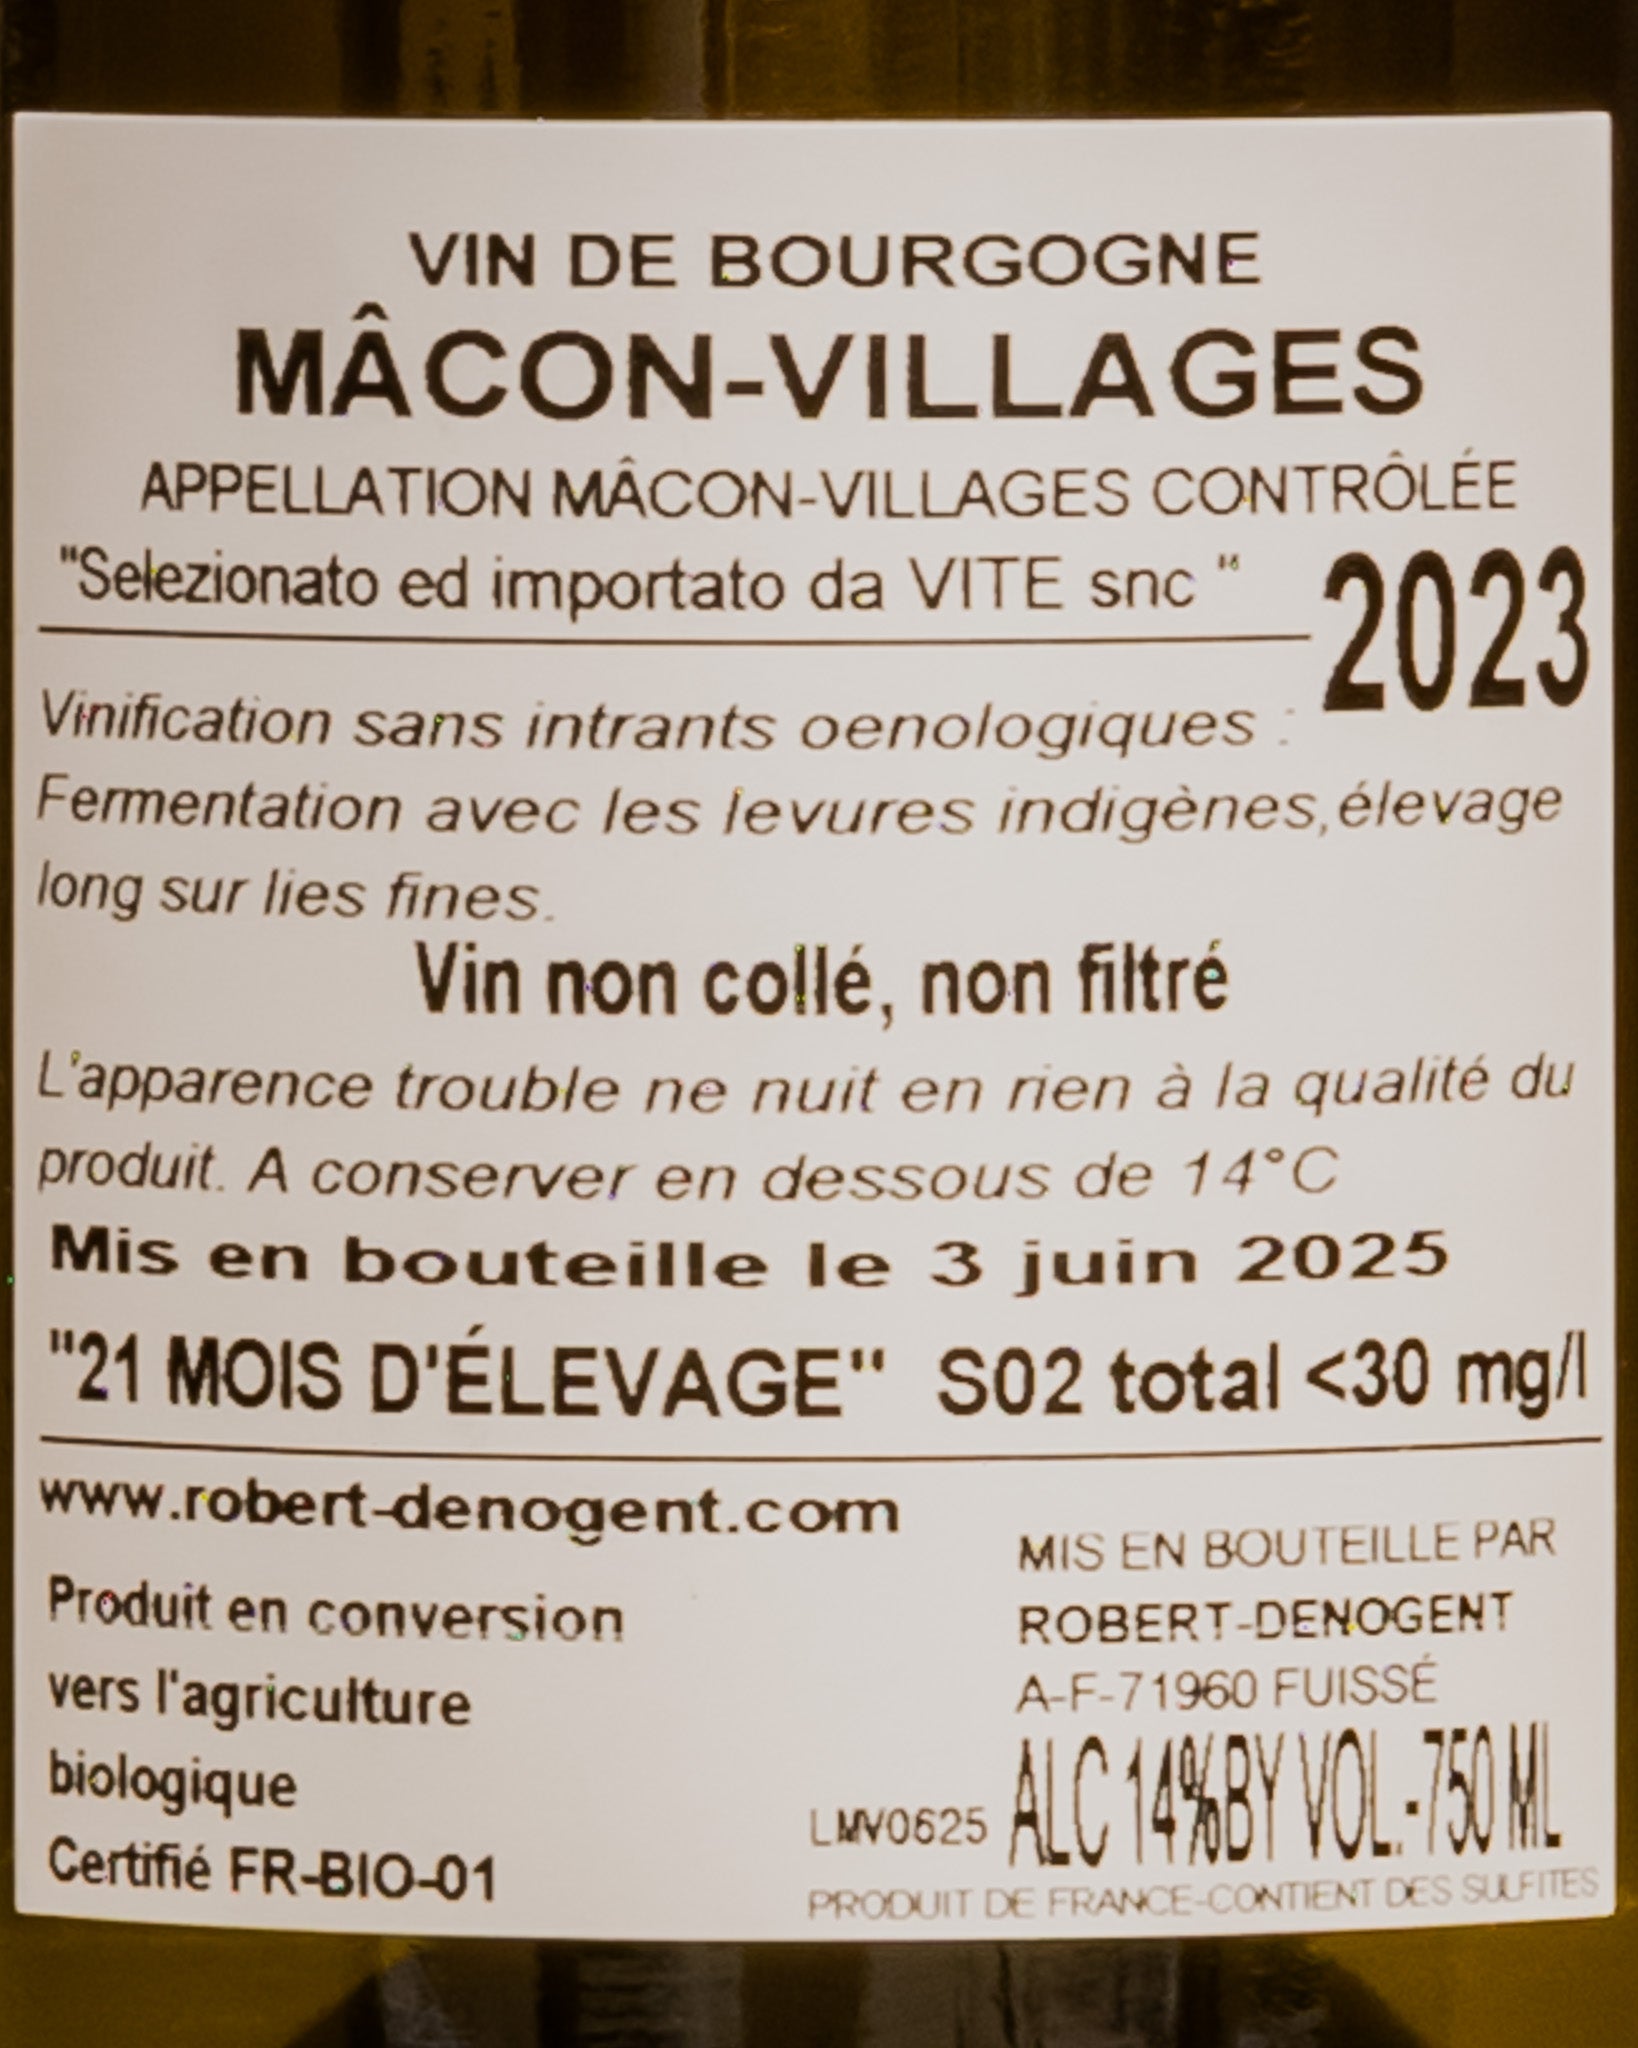 VIN DE BOURGOGNE
MÂCON-VILLAGES
APPELLATION MÂCON-VILLAGES CONTRÔLÉE
"Selezionato ed importato da VITE snc "
2023
Vinification sans intrants oenologiques :
Fermentation avec les levures indigènes,élevage
long sur lies fines.
Vin non collé, non filtré
L'apparence trouble ne nuit en rien à la qualité du
produit. A conserver en dessous de 14°C
Mis en bouteille le 3 juin 2025
"21 MOIS D'ÉLEVAGE" S02 total <30 mg/l
www.robert-denogent.com
Produit en conversion
vers l'agriculture
biologique
Certifié FR-BIO-01
MIS EN BOUTEILLE PAR
ROBERT-DENOGENT
A-F-71960 FUISSÉ
LMV0625 ALC 14%BY VOL.-750 ML
PRODUIT DE FRANCE-CONTIENT DES SULFITES